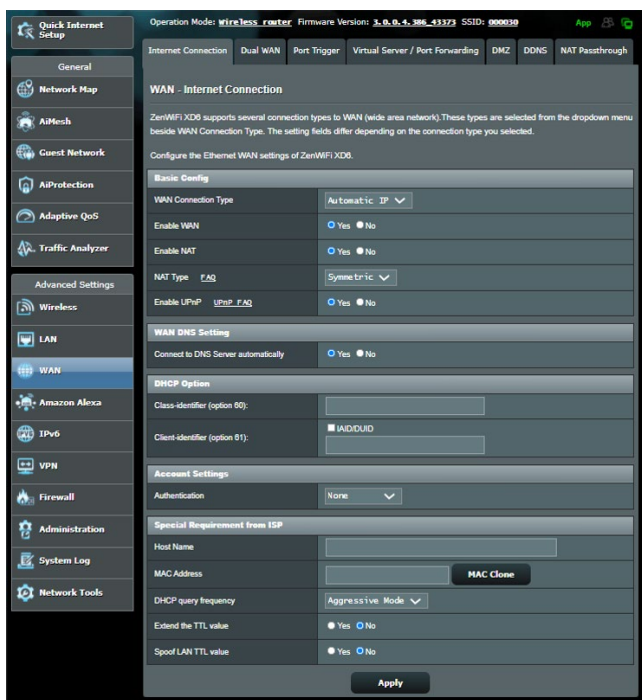 Quick Internet
Setup
Operation Mode: Wireless router Firmware Version: 3.0.0.4.386_43373 SSID: 000030
App
Internet Connection
Dual WAN
Port Trigger
Virtual Server / Port Forwarding
DMZ
DDNS
NAT Passthrough
General
Network Map
AiMesh
Guest Network
AiProtection
Adaptive QoS
Traffic Analyzer
Advanced Settings
Wireless
LAN
WAN
Amazon Alexa
IPv6
VPN
Firewall
Administration
System Log
Network Tools
WAN - Internet Connection
ZenWiFi XD6 supports several connection types to WAN (wide area network).These types are selected from the dropdown menu
beside WAN Connection Type. The setting fields differ depending on the connection type you selected.
Configure the Ethernet WAN settings of ZenWiFi XD6.
Basic Config
WAN Connection Type Automatic IP
Enable WAN Yes No
Enable NAT Yes No
NAT Type FAQ Symmetric
Enable UPnP UPnP FAQ Yes No
WAN DNS Setting
Connect to DNS Server automatically Yes No
DHCP Option
Class-identifier (option 60):
Client-identifier (option 61): IAID/DUID
Account Settings
Authentication None
Special Requirement from ISP
Host Name
MAC Address MAC Clone
DHCP query frequency Aggressive Mode
Extend the TTL value Yes No
Spoof LAN TTL value Yes No
Apply